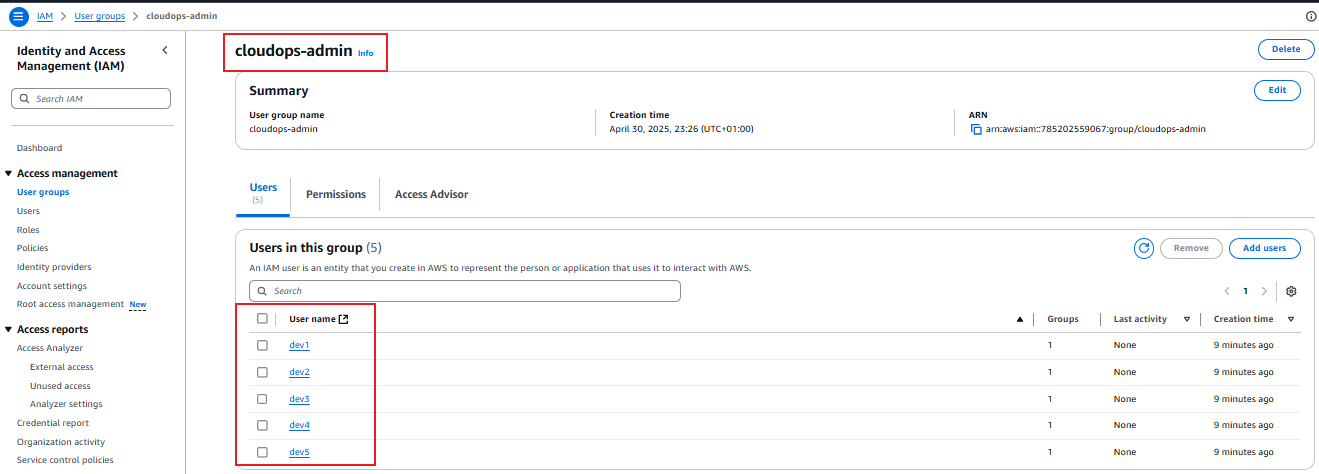 IAM > User groups > cloudops-admin
Identity and Access Management (IAM)
Search IAM
Dashboard
Access management
User groups
Users
Roles
Policies
Identity providers
Account settings
Root access management New
Access reports
Access Analyzer
External access
Unused access
Analyzer settings
Credential report
Organization activity
Service control policies
cloudops-admin Info
Delete
Summary
Edit
User group name
cloudops-admin
Creation time
April 30, 2025, 23:26 (UTC+01:00)
ARN
arn:aws:iam::785202559067:group/cloudops-admin
Users (5)
Permissions
Access Advisor
Users in this group (5)
Remove
Add users
An IAM user is an entity that you create in AWS to represent the person or application that uses it to interact with AWS.
Search
1
User name Groups Last activity Creation time
dev1 1 None 9 minutes ago
dev2 1 None 9 minutes ago
dev3 1 None 9 minutes ago
dev4 1 None 9 minutes ago
dev5 1 None 9 minutes ago